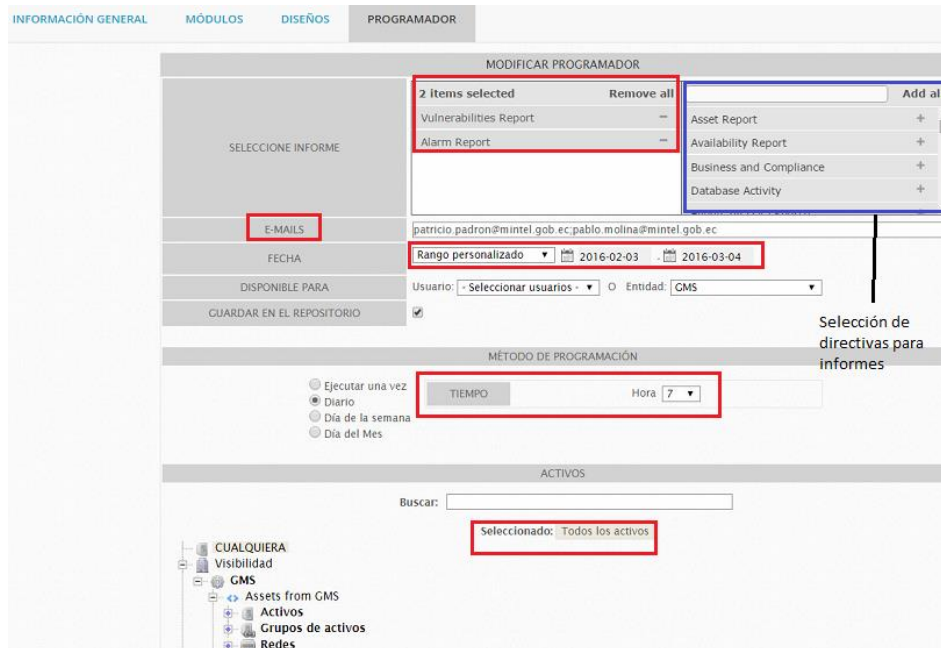 INFORMACIÓN GENERAL MÓDULOS DISEÑOS PROGRAMADOR
MODIFICAR PROGRAMADOR
SELECCIONE INFORME
2 items selected Remove all
Vulnerabilities Report −
Alarm Report −
Add al
Asset Report +
Availability Report +
Business and Compliance +
Database Activity +
E-MAILS
patricio.padron@mintel.gob.ec;pablo.molina@mintel.gob.ec
FECHA
Rango personalizado 2016-02-03 - 2016-03-04
DISPONIBLE PARA
Usuario: - Seleccionar usuarios - O Entidad: GMS
GUARDAR EN EL REPOSITORIO
Selección de
directivas para
informes
MÉTODO DE PROGRAMACIÓN
Ejecutar una vez
Diario
Día de la semana
Día del Mes
TIEMPO Hora 7
ACTIVOS
Buscar:
Seleccionado: Todos los activos
CUALQUIERA
Visibilidad
GMS
Assets from GMS
Activos
Grupos de activos
Redes